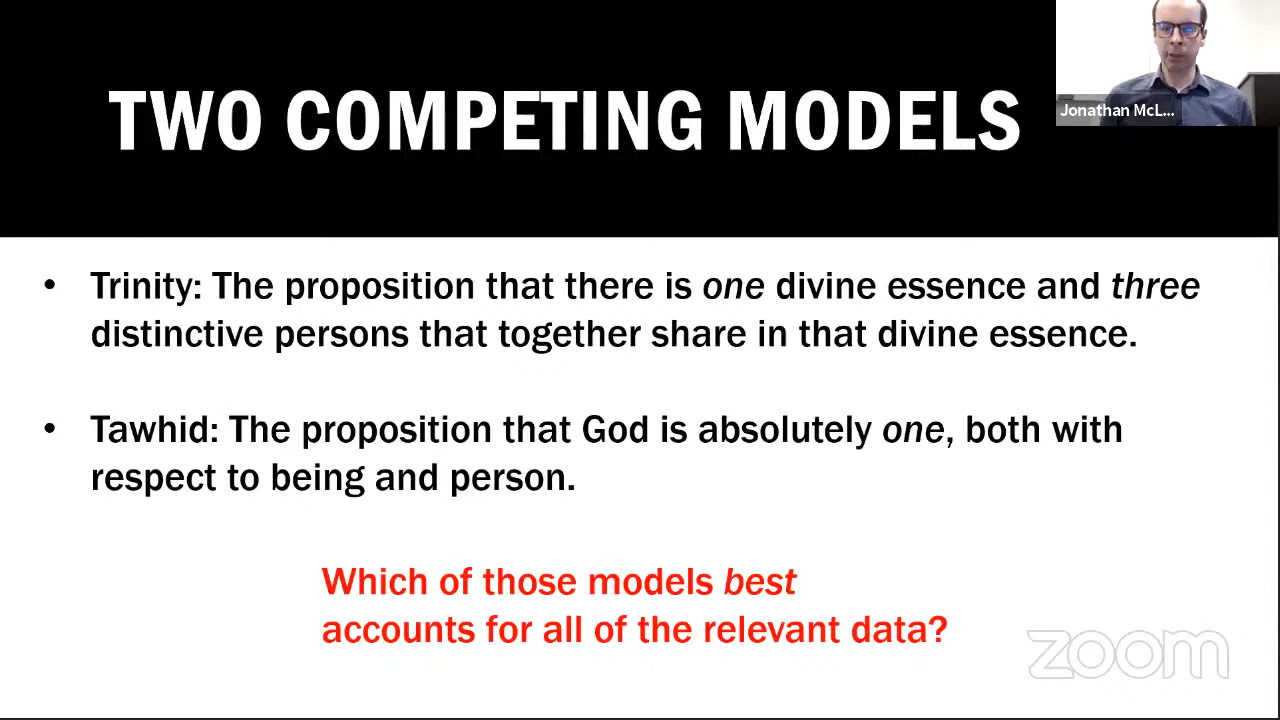 TWO COMPETING MODELS
Jonathan McL...
• Trinity: The proposition that there is one divine essence and three
distinctive persons that together share in that divine essence.
• Tawhid: The proposition that God is absolutely one, both with
respect to being and person.
Which of those models best
accounts for all of the relevant data?
zoom